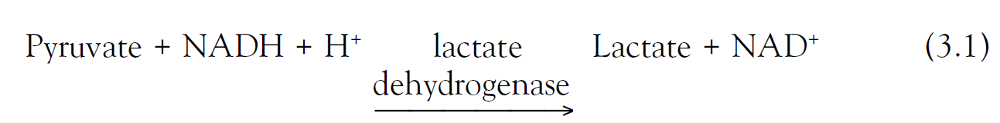 Pyruvate + NADH + H⁺ lactate Lactate + NAD⁺ (3.1)
dehydrogenase